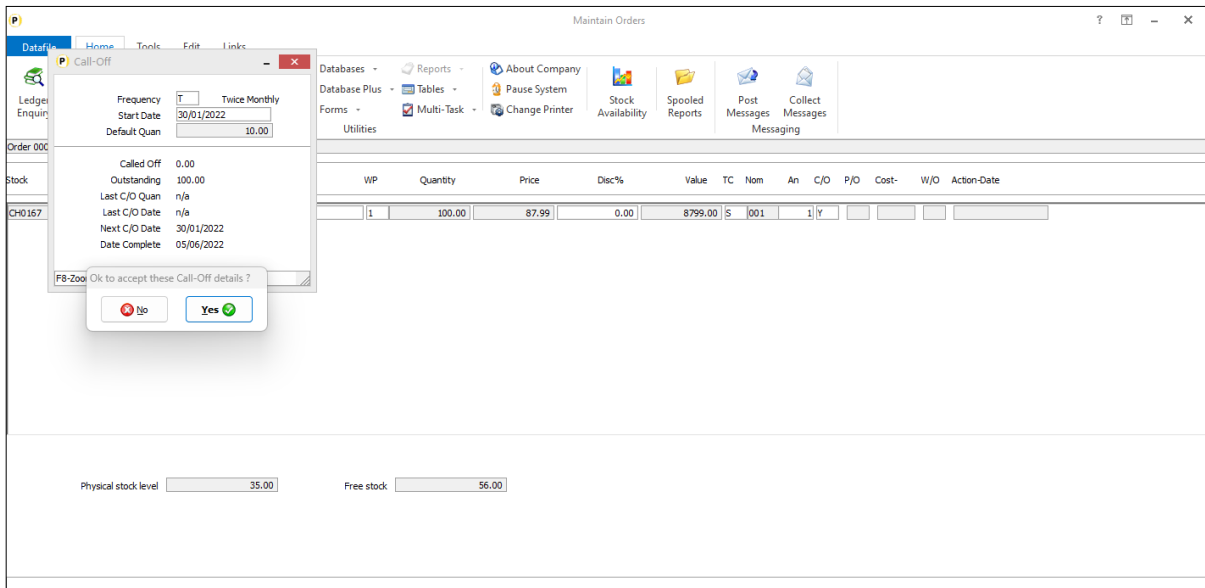 (P) Maintain Orders ?
Datafile Home Tools Edit Links
(P) Call-Off
Frequency T Twice Monthly
Start Date 30/01/2022
Default Quan 10.00
Called Off 0.00
Outstanding 100.00
Last C/O Quan n/a
Last C/O Date n/a
Next C/O Date 30/01/2022
Date Complete 05/06/2022
F8-Zoo
Ok to accept these Call-Off details ?
No Yes
Ledger
Enquiry
Databases Reports About Company
Database Plus Tables Pause System
Forms Multi-Task Change Printer
Utilities
Stock
Availability
Spooled
Reports
Post
Messages
Collect
Messages
Messaging
Order 000
Stock WP Quantity Price Disc% Value TC Nom An C/O P/O Cost- W/O Action-Date
CH0167 1 100.00 87.99 0.00 8799.00 S 001 1 Y
Physical stock level 35.00 Free stock 56.00